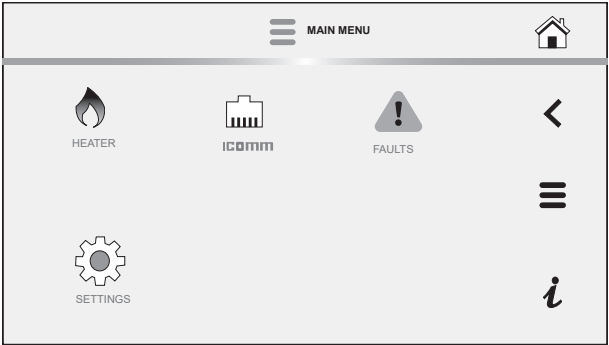 MAIN MENU
HEATER
ICOMM
FAULTS
SETTINGS
i